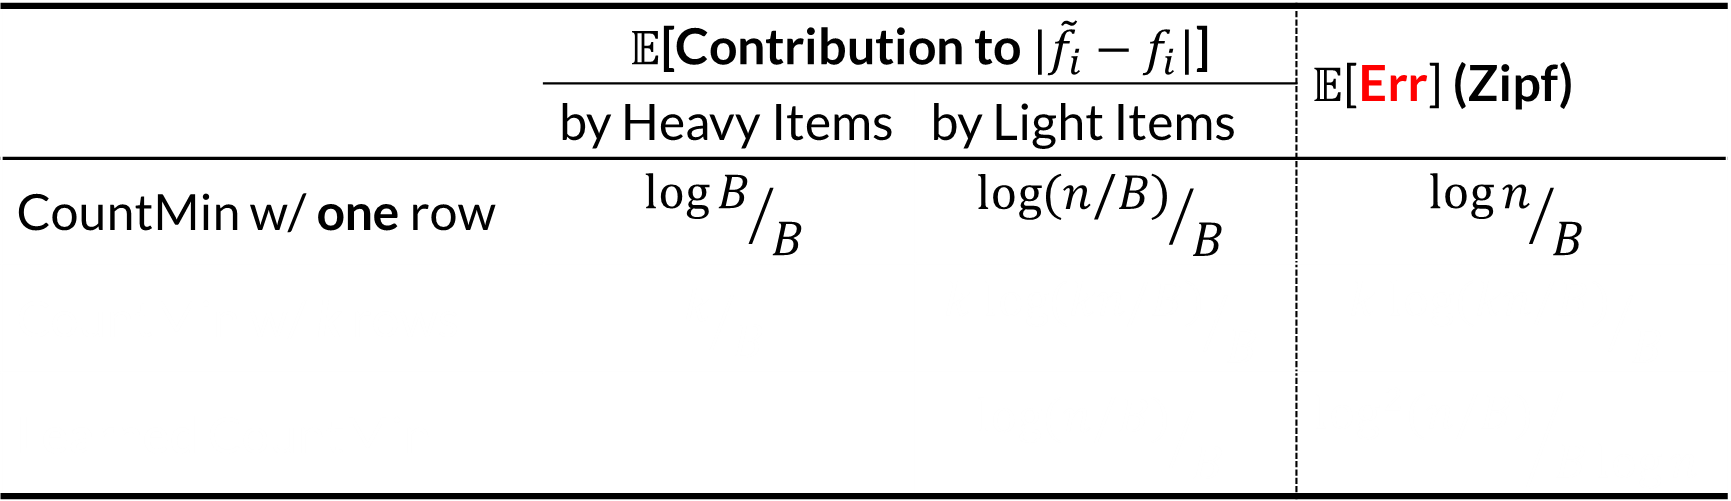 𝔼[Contribution to |f̃ᵢ − fᵢ|]
𝔼[Err] (Zipf)
by Heavy Items by Light Items
CountMin w/ one row log B/B log(n/B)/B log n/B